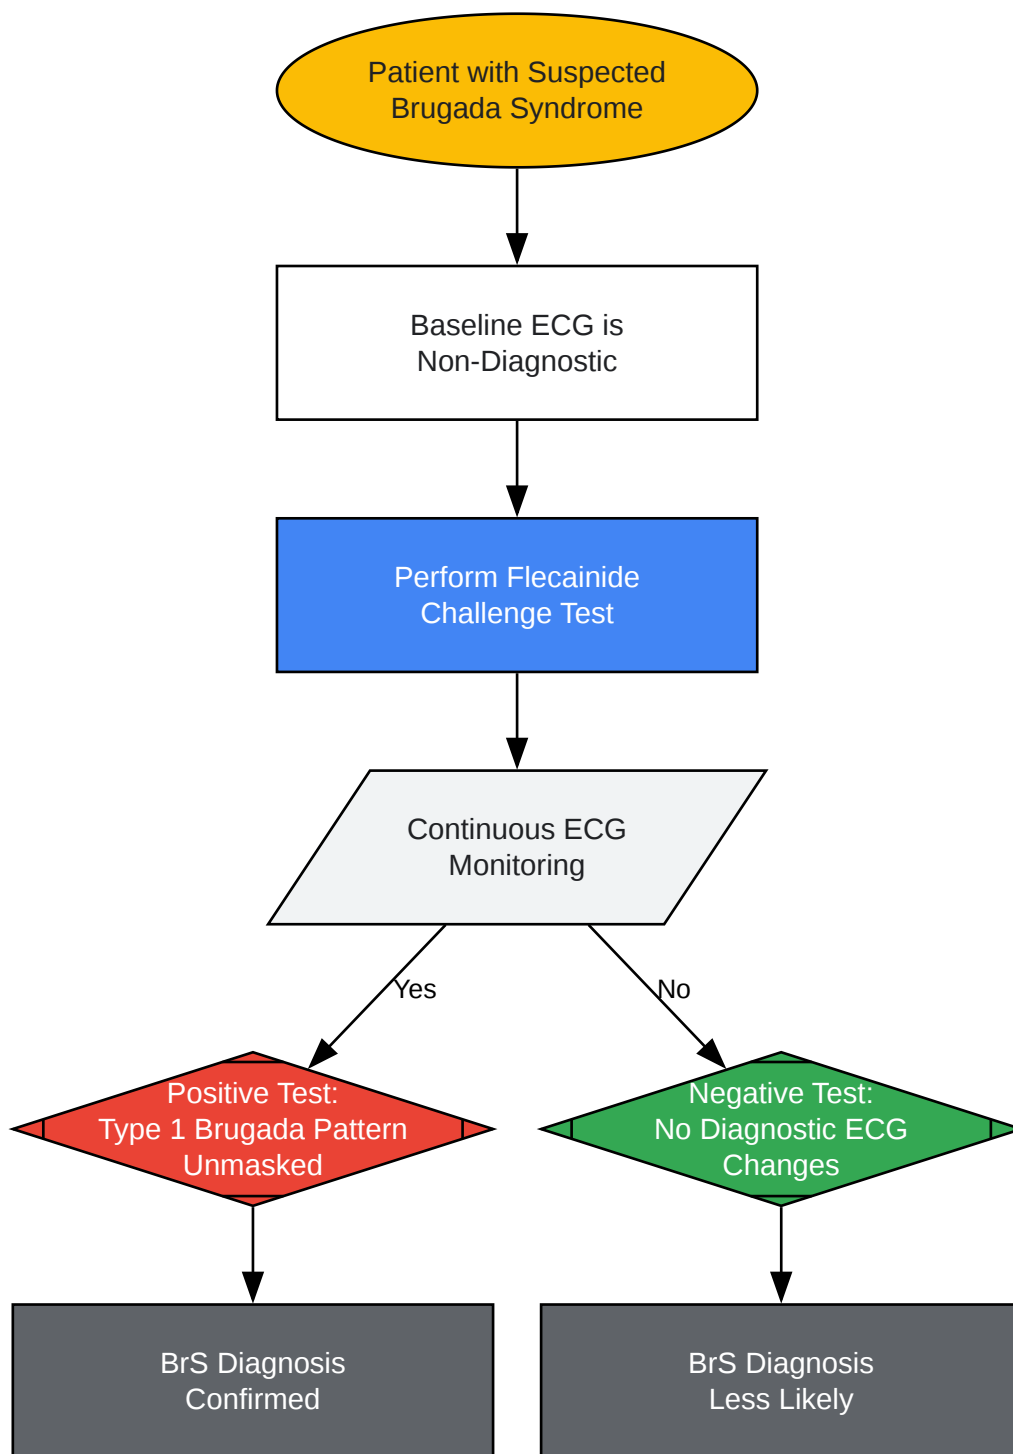 Patient with Suspected
Brugada Syndrome
Baseline ECG is
Non-Diagnostic
Perform Flecainide
Challenge Test
Continuous ECG
Monitoring
Yes
No
Positive Test:
Type 1 Brugada Pattern
Unmasked
Negative Test:
No Diagnostic ECG
Changes
BrS Diagnosis
Confirmed
BrS Diagnosis
Less Likely